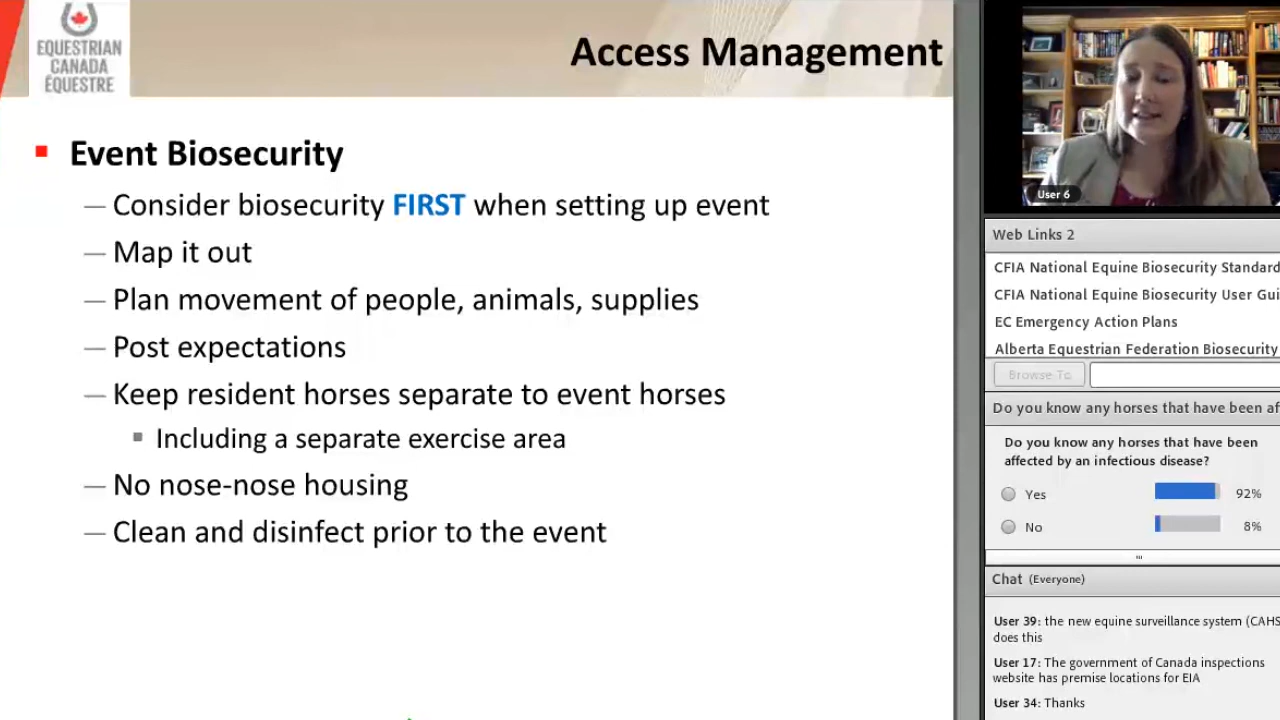 EQUESTRIAN
CANADA
ÉQUESTRE
Access Management
Event Biosecurity
— Consider biosecurity FIRST when setting up event
— Map it out
— Plan movement of people, animals, supplies
— Post expectations
— Keep resident horses separate to event horses
Including a separate exercise area
— No nose-nose housing
— Clean and disinfect prior to the event
User 6
Web Links 2
CFIA National Equine Biosecurity Standard
CFIA National Equine Biosecurity User Gui
EC Emergency Action Plans
Alberta Equestrian Federation Biosecurity
Browse To
Do you know any horses that have been af
Do you know any horses that have been
affected by an infectious disease?
Yes 92%
No 8%
Chat (Everyone)
User 39: the new equine surveillance system (CAHS
does this
User 17: The government of Canada inspections
website has premise locations for EIA
User 34: Thanks